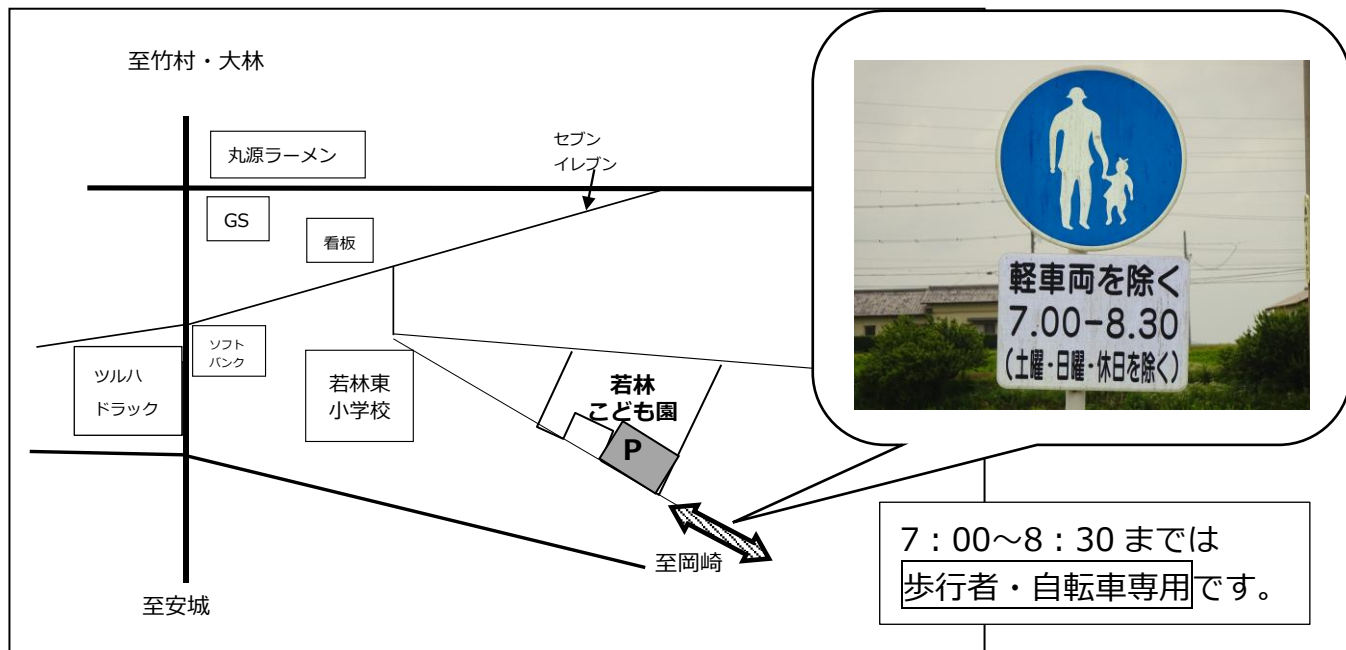 至竹村・大林
丸源ラーメン
セブン
イレブン
GS
看板
ソフト
バンク
ツルハ
ドラック
若林東
小学校
若林
こども園
P
至岡崎
至安城
軽車両を除く
7.00-8.30
(土曜・日曜・休日を除く)
7：00～8：30 までは
歩行者・自転車専用です。